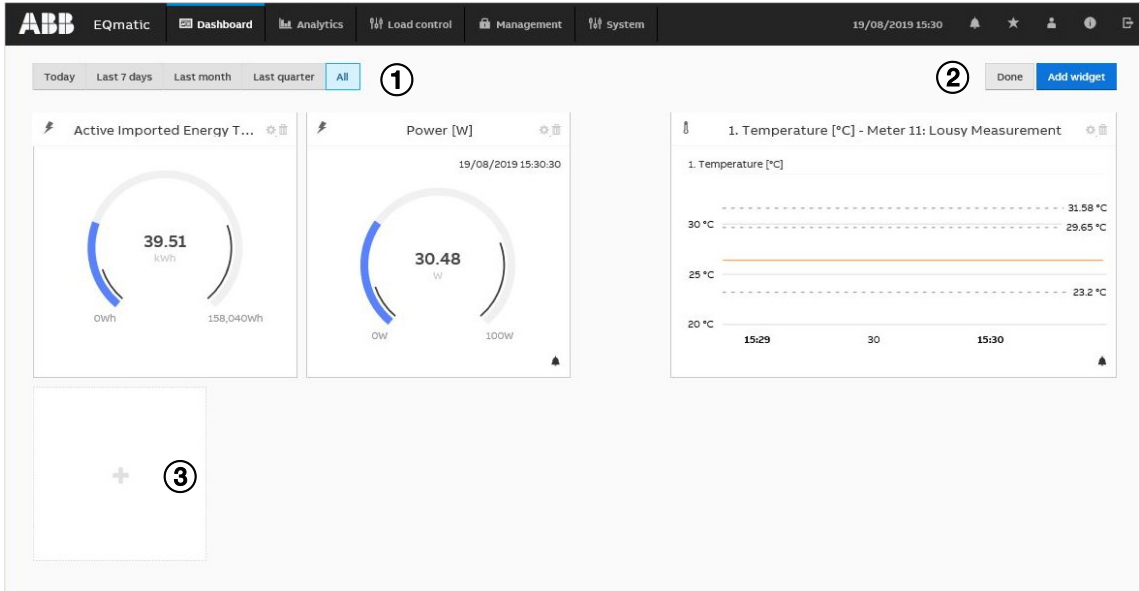 ABB EQmatic Dashboard Analytics Load control Management System 19/08/2019 15:30
Today Last 7 days Last month Last quarter All 1 2 Done Add widget
Active Imported Energy T...
39.51
kWh
0Wh 158,040Wh
Power [W]
19/08/2019 15:30:30
30.48
W
0W 100W
1. Temperature [°C] - Meter 11: Lousy Measurement
1. Temperature [°C]
31.58 °C
30 °C 29.65 °C
25 °C
23.2 °C
20 °C
15:29 30 15:30
3